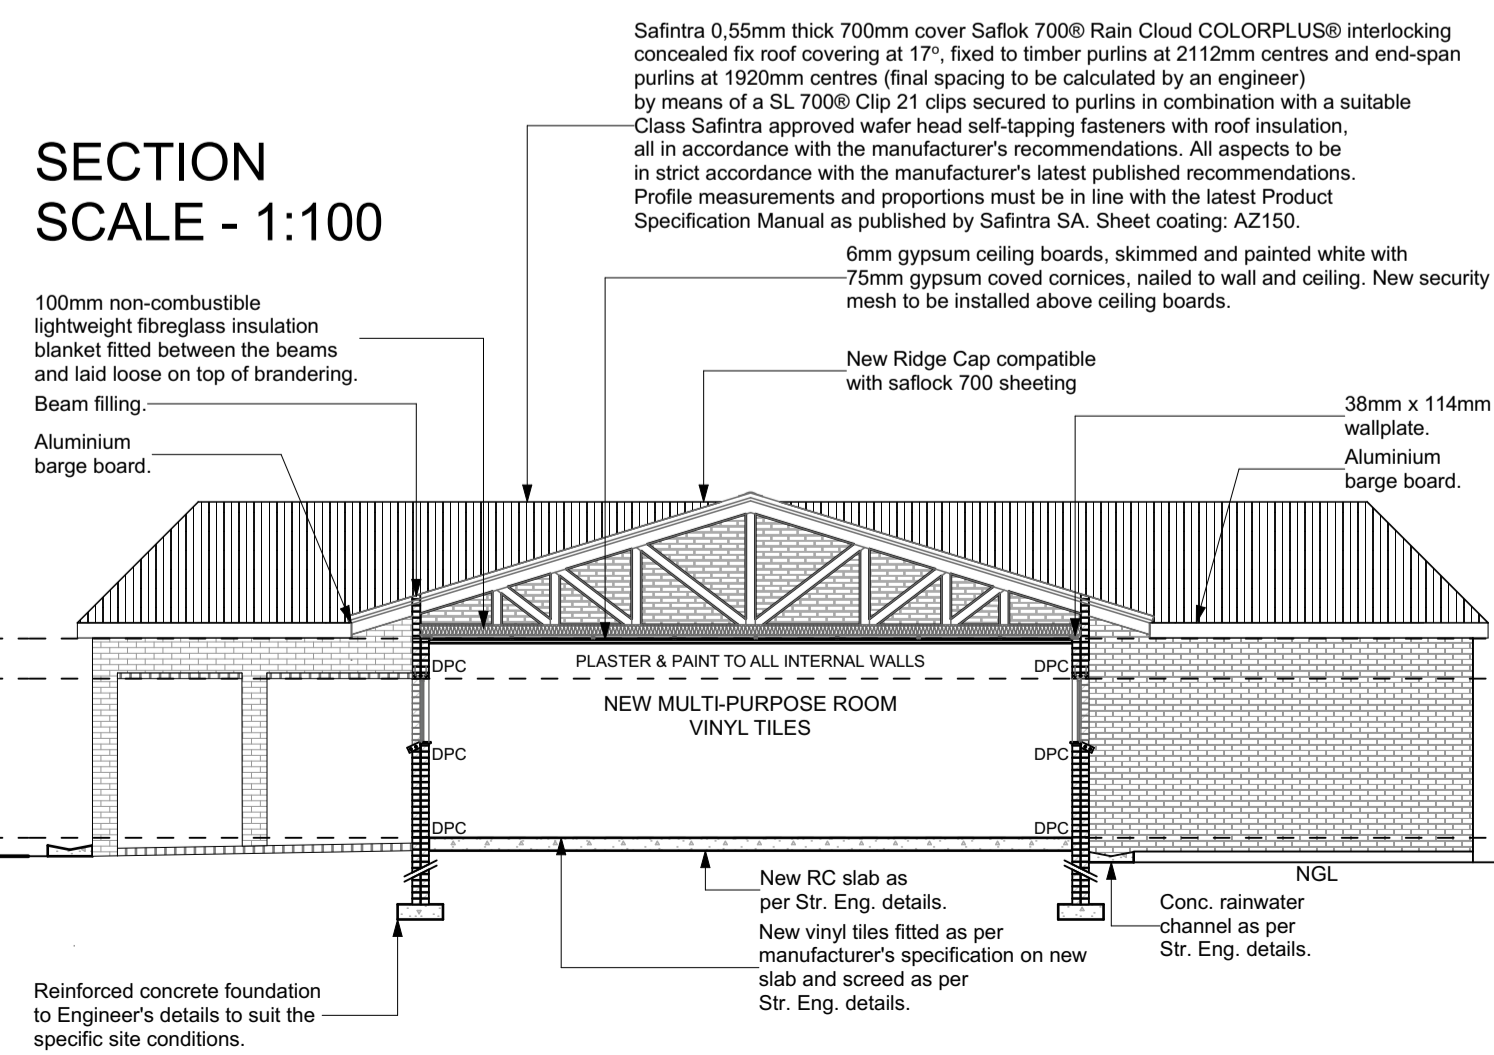 Safintra 0,55mm thick 700mm cover Saflok 700® Rain Cloud COLORPLUS® interlocking
concealed fix roof covering at 17º, fixed to timber purlins at 2112mm centres and end-span
purlins at 1920mm centres (final spacing to be calculated by an engineer)
by means of a SL 700® Clip 21 clips secured to purlins in combination with a suitable
Class Safintra approved wafer head self-tapping fasteners with roof insulation,
all in accordance with the manufacturer's recommendations. All aspects to be
in strict accordance with the manufacturer's latest published recommendations.
Profile measurements and proportions must be in line with the latest Product
Specification Manual as published by Safintra SA. Sheet coating: AZ150.
SECTION
SCALE - 1:100
6mm gypsum ceiling boards, skimmed and painted white with
75mm gypsum coved cornices, nailed to wall and ceiling. New security
mesh to be installed above ceiling boards.
100mm non-combustible
lightweight fibreglass insulation
blanket fitted between the beams
and laid loose on top of brandering.
New Ridge Cap compatible
with saflock 700 sheeting
Beam filling.
38mm x 114mm
wallplate.
Aluminium
barge board.
Aluminium
barge board.
DPC
PLASTER & PAINT TO ALL INTERNAL WALLS
DPC
NEW MULTI-PURPOSE ROOM
VINYL TILES
DPC
DPC
DPC
DPC
NGL
New RC slab as
per Str. Eng. details.
Conc. rainwater
channel as per
Str. Eng. details.
New vinyl tiles fitted as per
manufacturer's specification on new
slab and screed as per
Str. Eng. details.
Reinforced concrete foundation
to Engineer's details to suit the
specific site conditions.